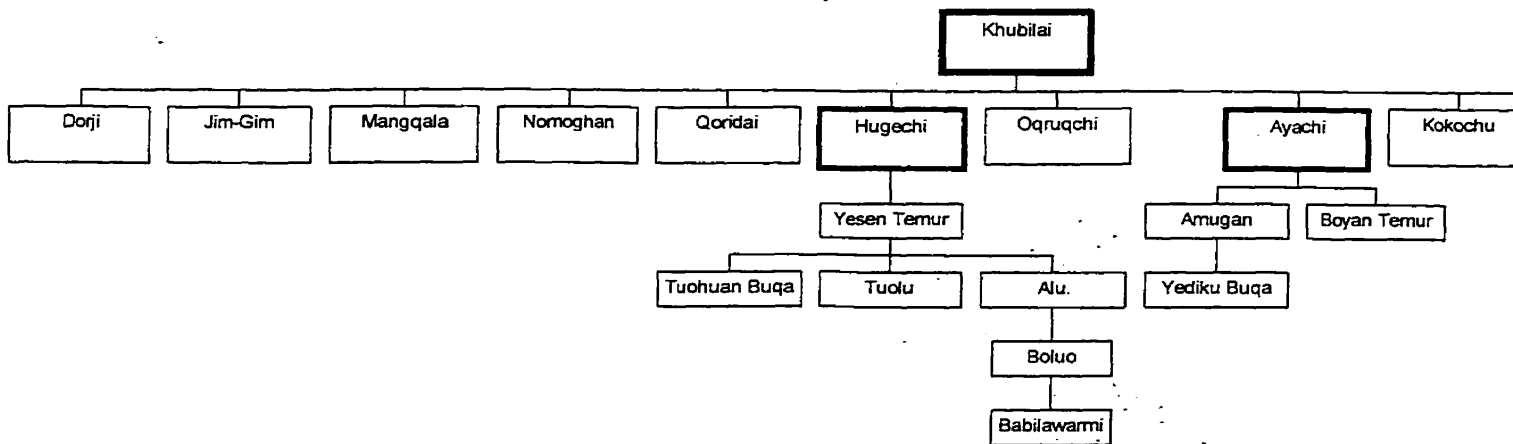 Khubilai
Dorji
Jim-Gim
Mangqala
Nomoghan
Qoridai
Hugechi
Oqruqchi
Ayachi
Kokochu
Yesen Temur
Amugan
Boyan Temur
Tuohuan Buqa
Tuolu
Alu.
Yediku Buqa
Boluo
Babilawarmi